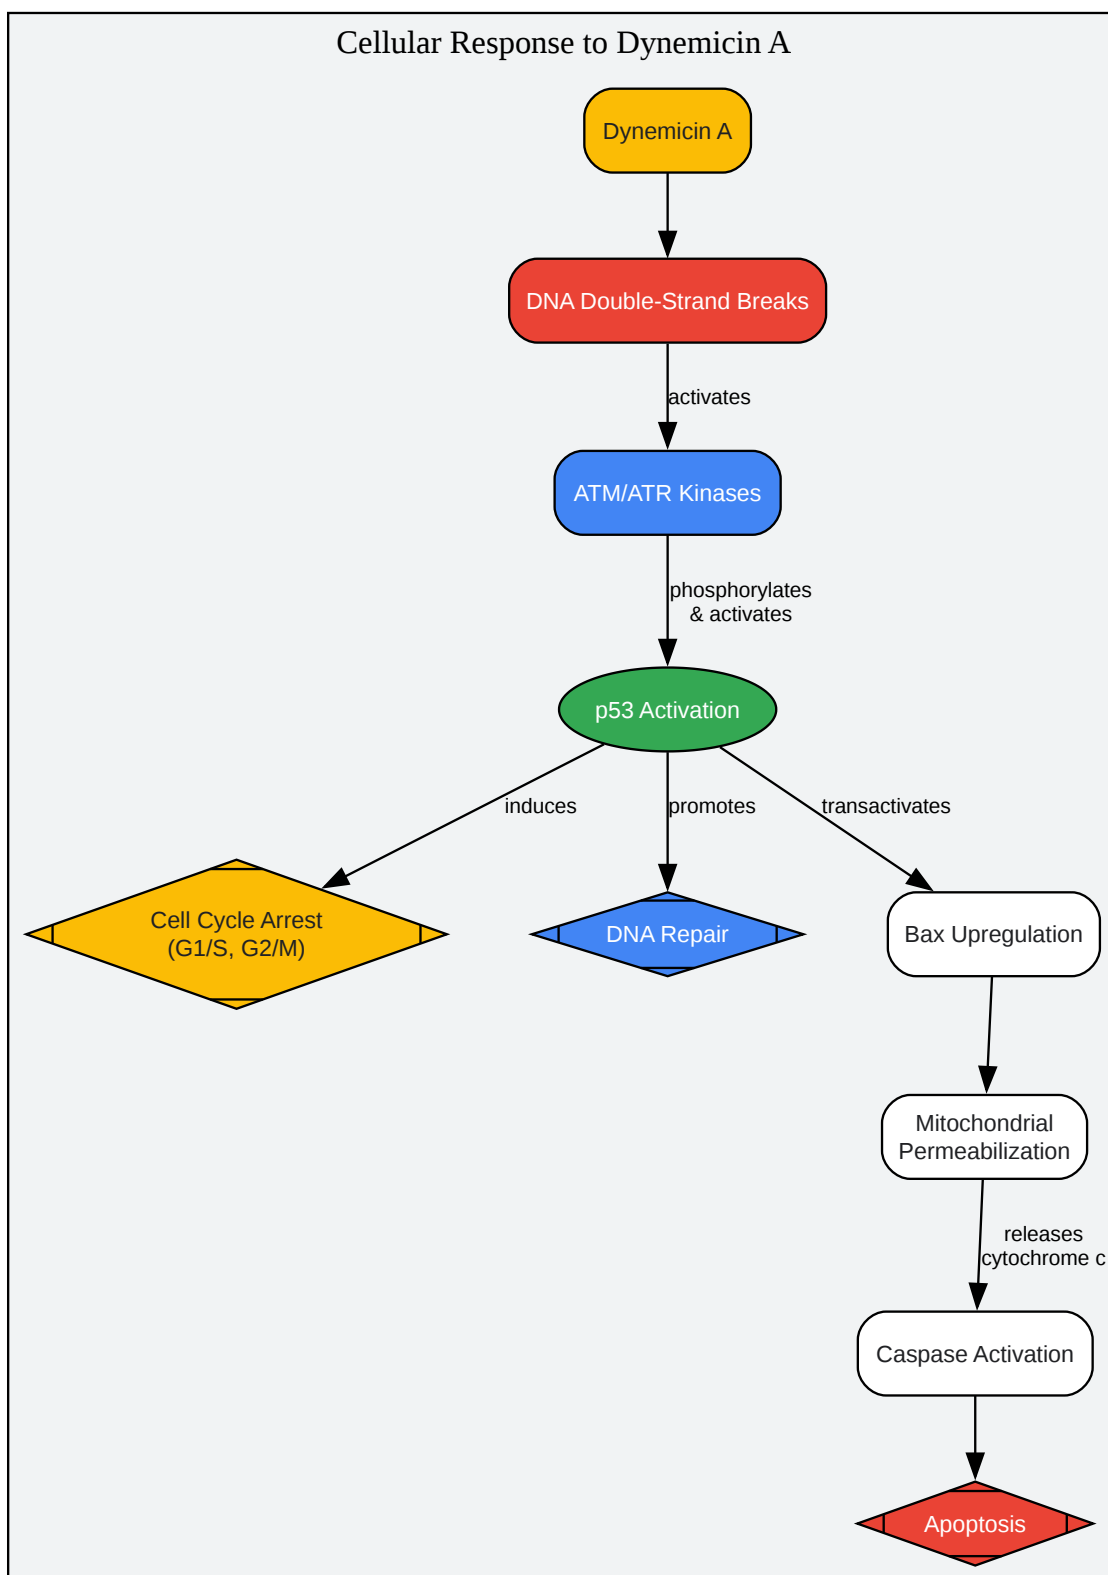 Cellular Response to Dynemicin A
Dynemicin A
DNA Double-Strand Breaks
activates
ATM/ATR Kinases
phosphorylates
& activates
p53 Activation
induces
promotes
transactivates
Cell Cycle Arrest
(G1/S, G2/M)
DNA Repair
Bax Upregulation
Mitochondrial
Permeabilization
releases
cytochrome c
Caspase Activation
Apoptosis